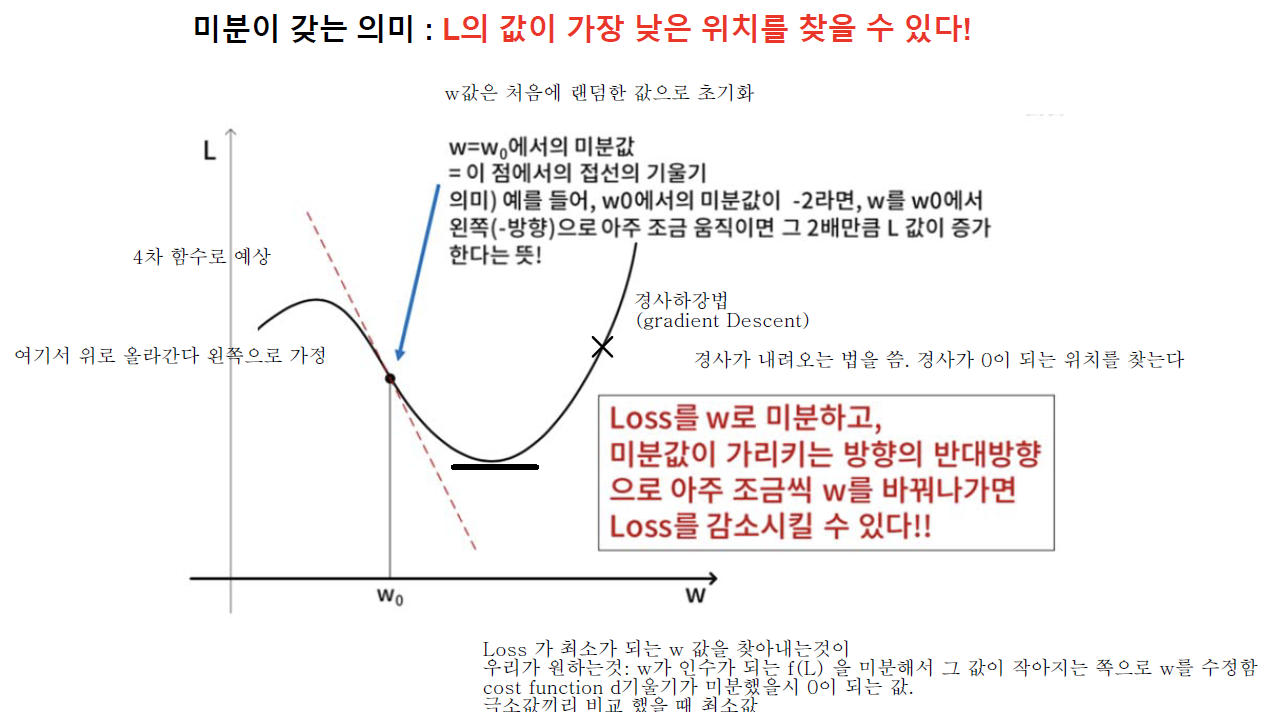 미분이 갖는 의미 : L의 값이 가장 낮은 위치를 찾을 수 있다!
w값은 처음에 랜덤한 값으로 초기화
L
w=w₀에서의 미분값
= 이 점에서의 접선의 기울기
의미) 예를 들어, w0에서의 미분값이 -2라면, w를 w0에서
왼쪽(-방향)으로 아주 조금 움직이면 그 2배만큼 L 값이 증가
한다는 뜻!
4차 함수로 예상
경사하강법
(gradient Descent)
여기서 위로 올라간다 왼쪽으로 가정
경사가 내려오는 법을 씀. 경사가 0이 되는 위치를 찾는다
Loss를 w로 미분하고,
미분값이 가리키는 방향의 반대방향
으로 아주 조금씩 w를 바꿔나가면
Loss를 감소시킬 수 있다!!
w₀
w
Loss 가 최소가 되는 w 값을 찾아내는것이
우리가 원하는것: w가 인수가 되는 f(L) 을 미분해서 그 값이 작아지는 쪽으로 w를 수정함
cost function d기울기가 미분했을시 0이 되는 값.
극소값끼리 비교 했을 때 최소값